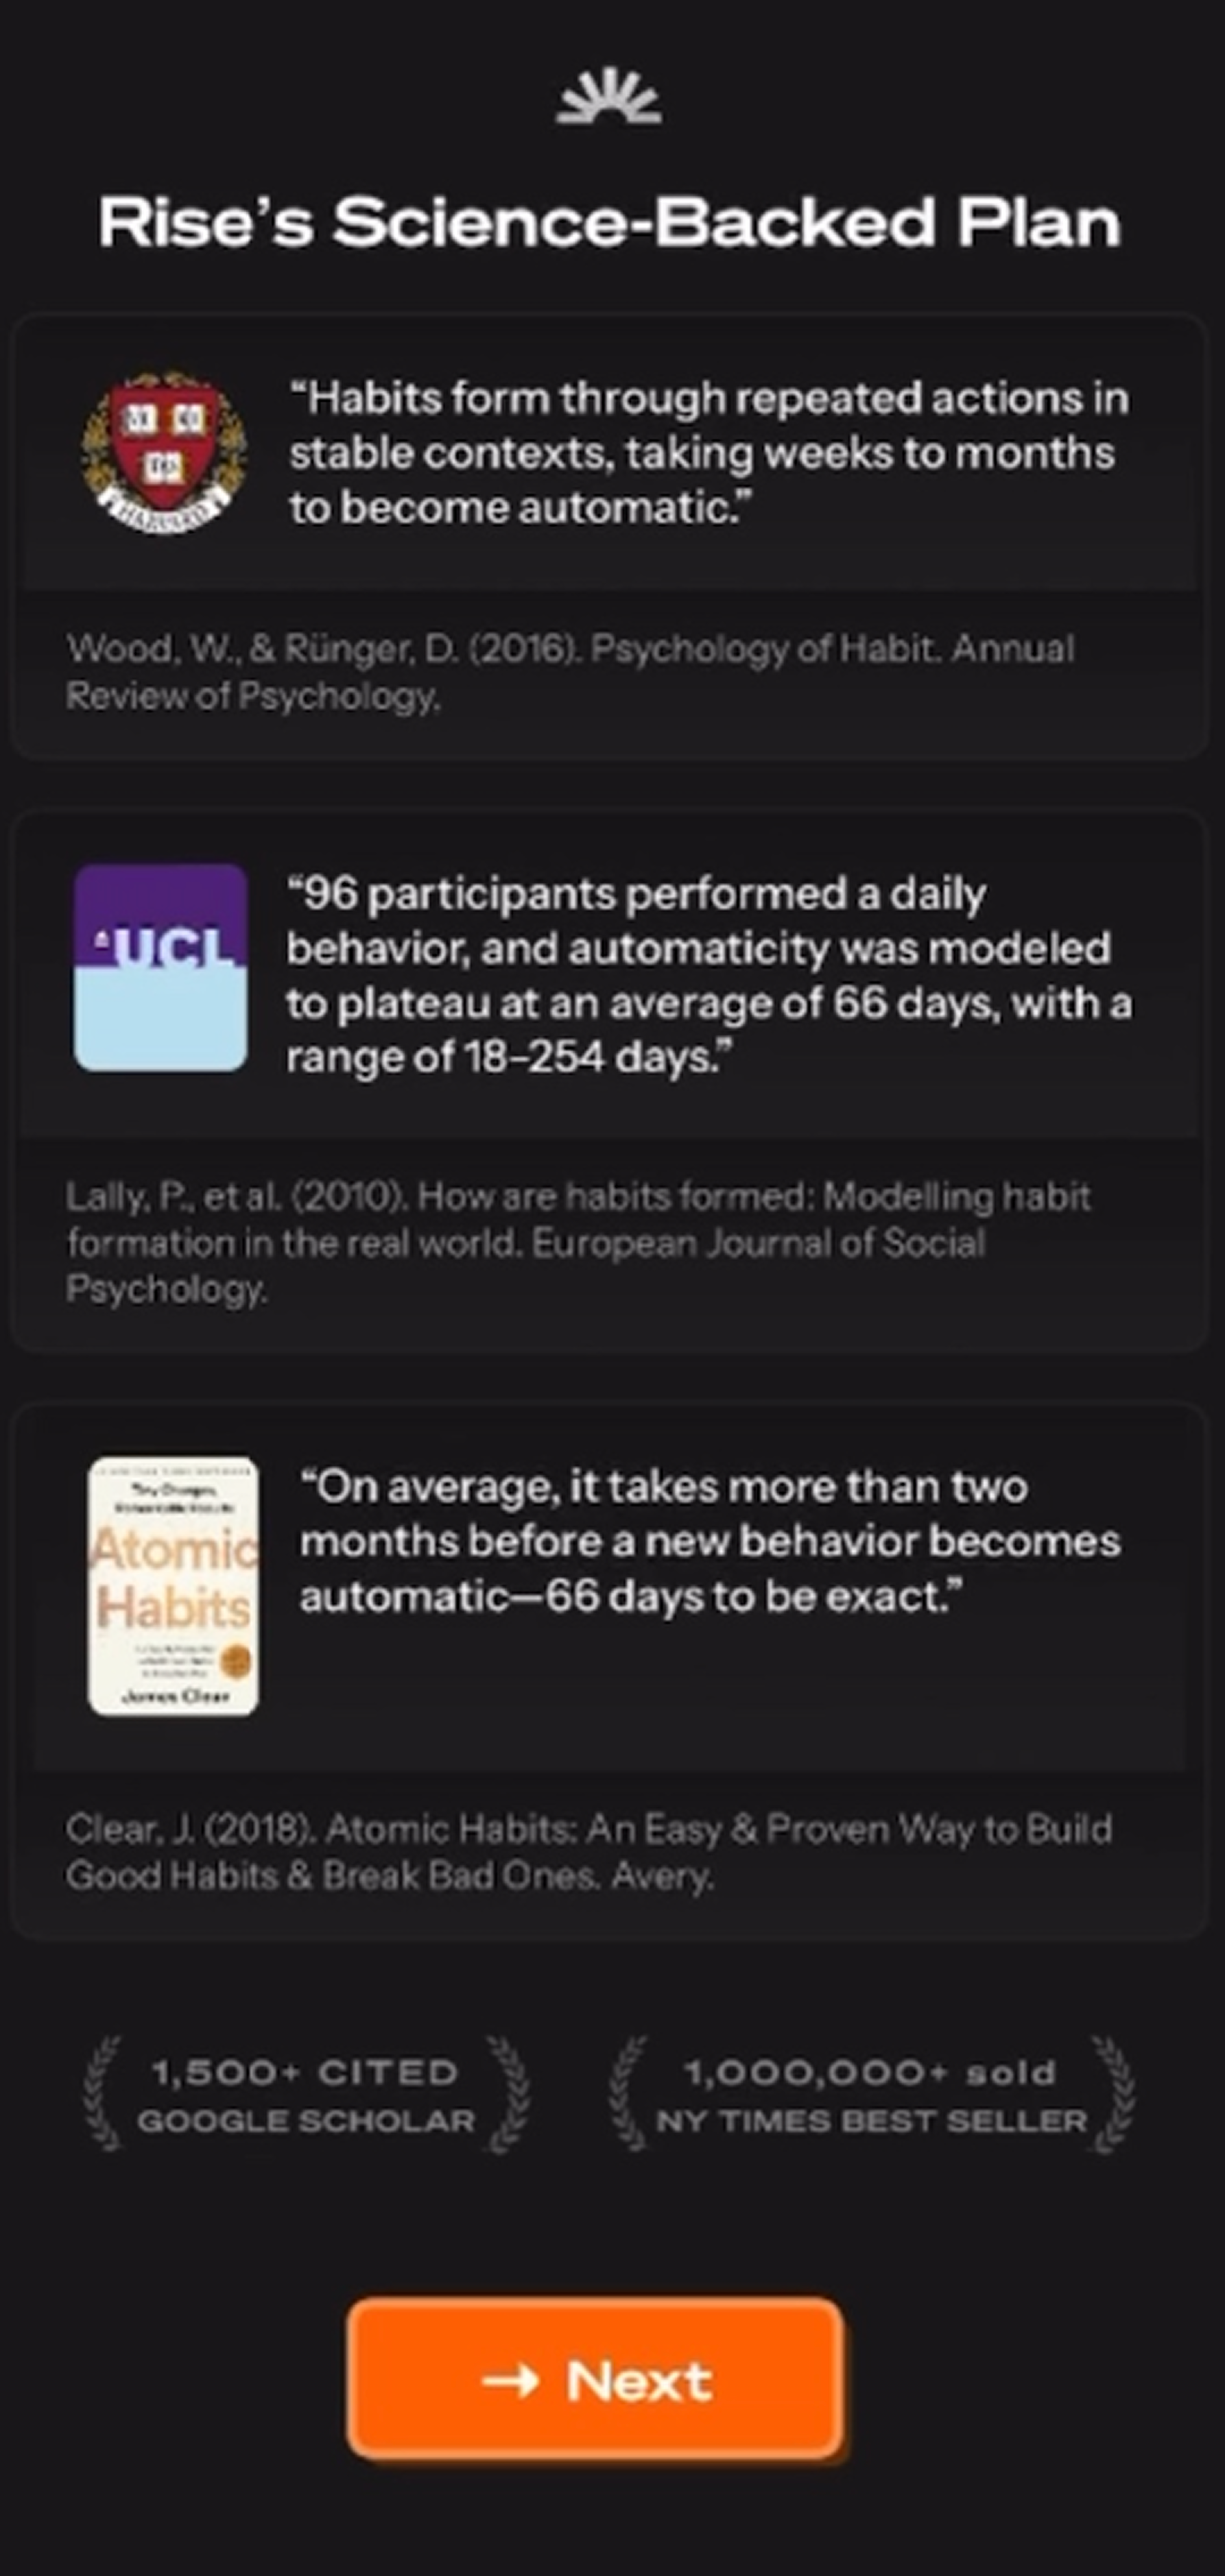 Rise’s Science-Backed Plan
HARVARD
“Habits form through repeated actions in
stable contexts, taking weeks to months
to become automatic.”
Wood, W., & Rünger, D. (2016). Psychology of Habit. Annual
Review of Psychology.
UCL
“96 participants performed a daily
behavior, and automaticity was modeled
to plateau at an average of 66 days, with a
range of 18–254 days.”
Lally, P., et al. (2010). How are habits formed: Modelling habit
formation in the real world. European Journal of Social
Psychology.
Tiny Changes,
Remarkable Results
Atomic
Habits
James Clear
“On average, it takes more than two
months before a new behavior becomes
automatic—66 days to be exact.”
Clear, J. (2018). Atomic Habits: An Easy & Proven Way to Build
Good Habits & Break Bad Ones. Avery.
1,500+ CITED
GOOGLE SCHOLAR
1,000,000+ sold
NY TIMES BEST SELLER
→ Next